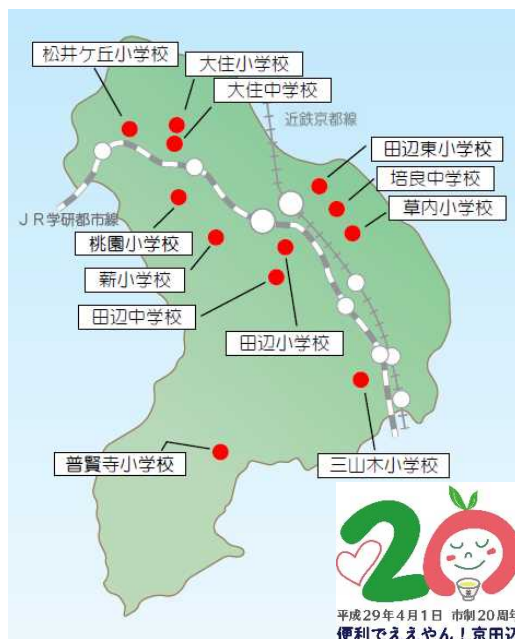 松井ケ丘小学校
大住小学校
大住中学校
近鉄京都線
田辺東小学校
培良中学校
草内小学校
JR学研都市線
桃園小学校
薪小学校
田辺中学校
田辺小学校
普賢寺小学校
三山木小学校
20
平成29年4月1日 市制20周年
便利でええやん!京田辺